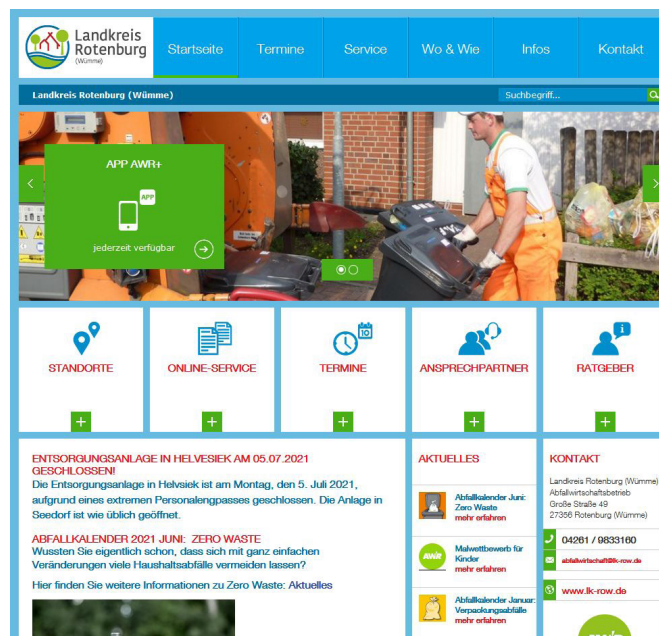 Landkreis
Rotenburg
(Wümme)
Startseite
Termine
Service
Wo & Wie
Infos
Kontakt
Landkreis Rotenburg (Wümme)
Suchbegriff...
APP AWR+
APP
jederzeit verfügbar
10
STANDORTE
ONLINE-SERVICE
TERMINE
ANSPRECHPARTNER
RATGEBER
ENTSORGUNGSANLAGE IN HELVESIEK AM 05.07.2021
GESCHLOSSEN!
Die Entsorgungsanlage in Helvsiek ist am Montag, den 5. Juli 2021,
aufgrund eines extremen Personalengpasses geschlossen. Die Anlage in
Seedorf ist wie üblich geöffnet.
ABFALLKALENDER 2021 JUNI: ZERO WASTE
Wussten Sie eigentlich schon, dass sich mit ganz einfachen
Veränderungen viele Haushaltsabfälle vermeiden lassen?
Hier finden Sie weitere Informationen zu Zero Waste: Aktuelles
AKTUELLES
Abfallkalender Juni:
Zero Waste
mehr erfahren
AWR
Malwettbewerb für
Kinder
mehr erfahren
Abfallkalender Januar:
Verpackungsabfälle
mehr erfahren
KONTAKT
Landkreis Rotenburg (Wümme)
Abfallwirtschaftsbetrieb
Große Straße 49
27356 Rotenburg (Wümme)
04261 / 9833160
abfallwirtschaft@lk-row.de
www.lk-row.de